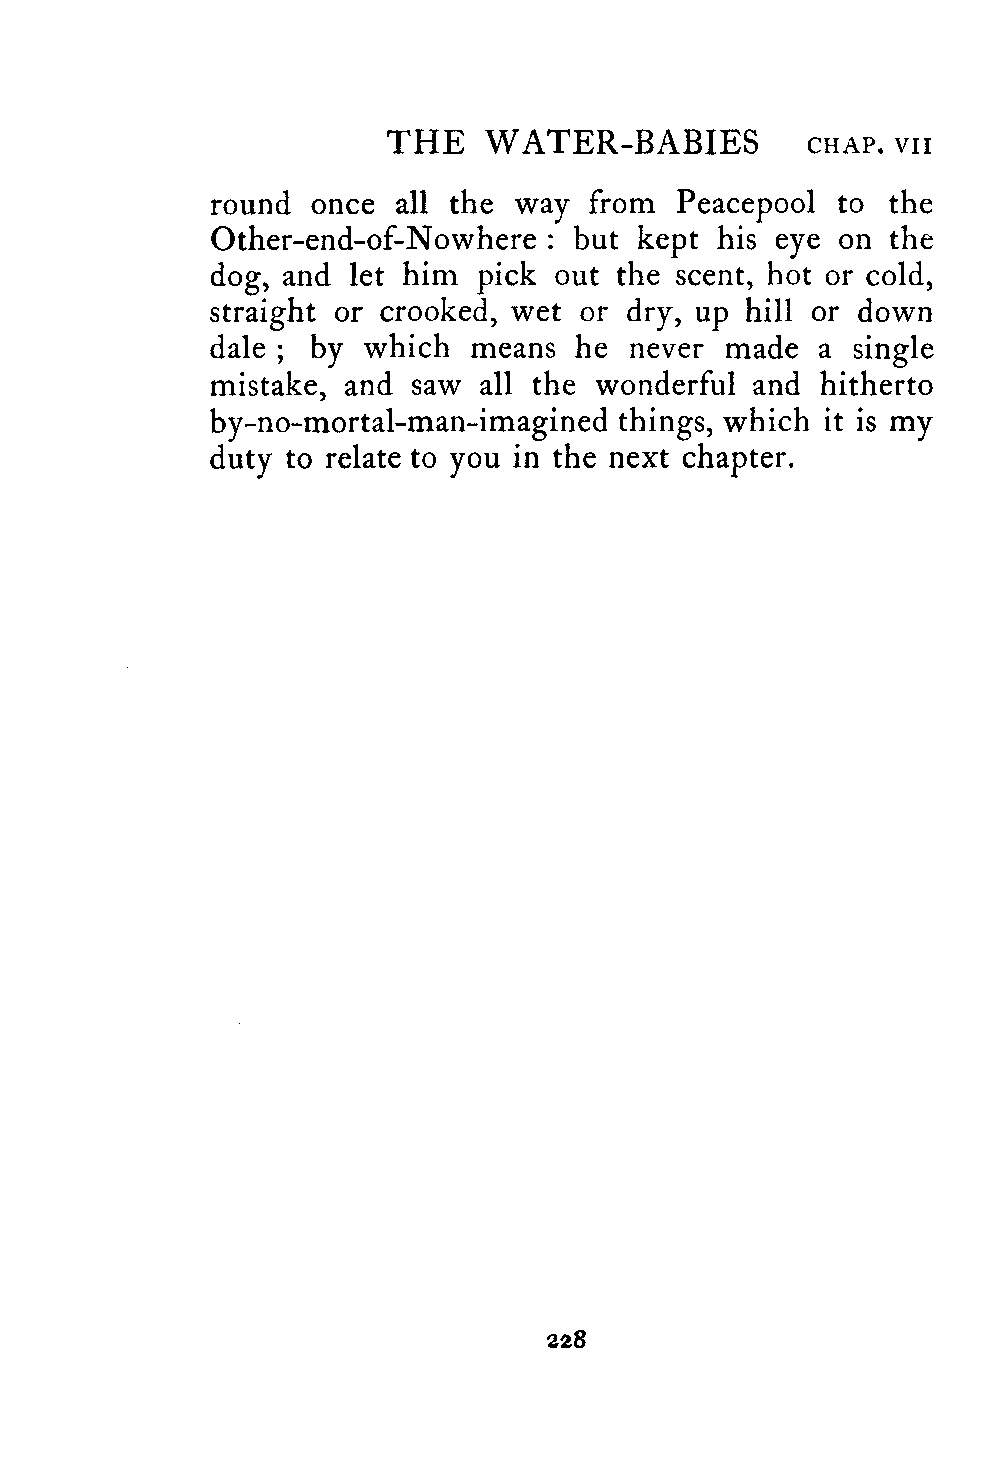 THE WATER-BABIES CHAP. VII
round once all the way from Peacepool to the
Other-end-of-Nowhere : but kept his eye on the
dog, and let him pick out the scent, hot or cold,
straight or crooked, wet or dry, up hill or down
dale ; by which means he never made a single
mistake, and saw all the wonderful and hitherto
by-no-mortal-man-imagined things, which it is my
duty to relate to you in the next chapter.
228